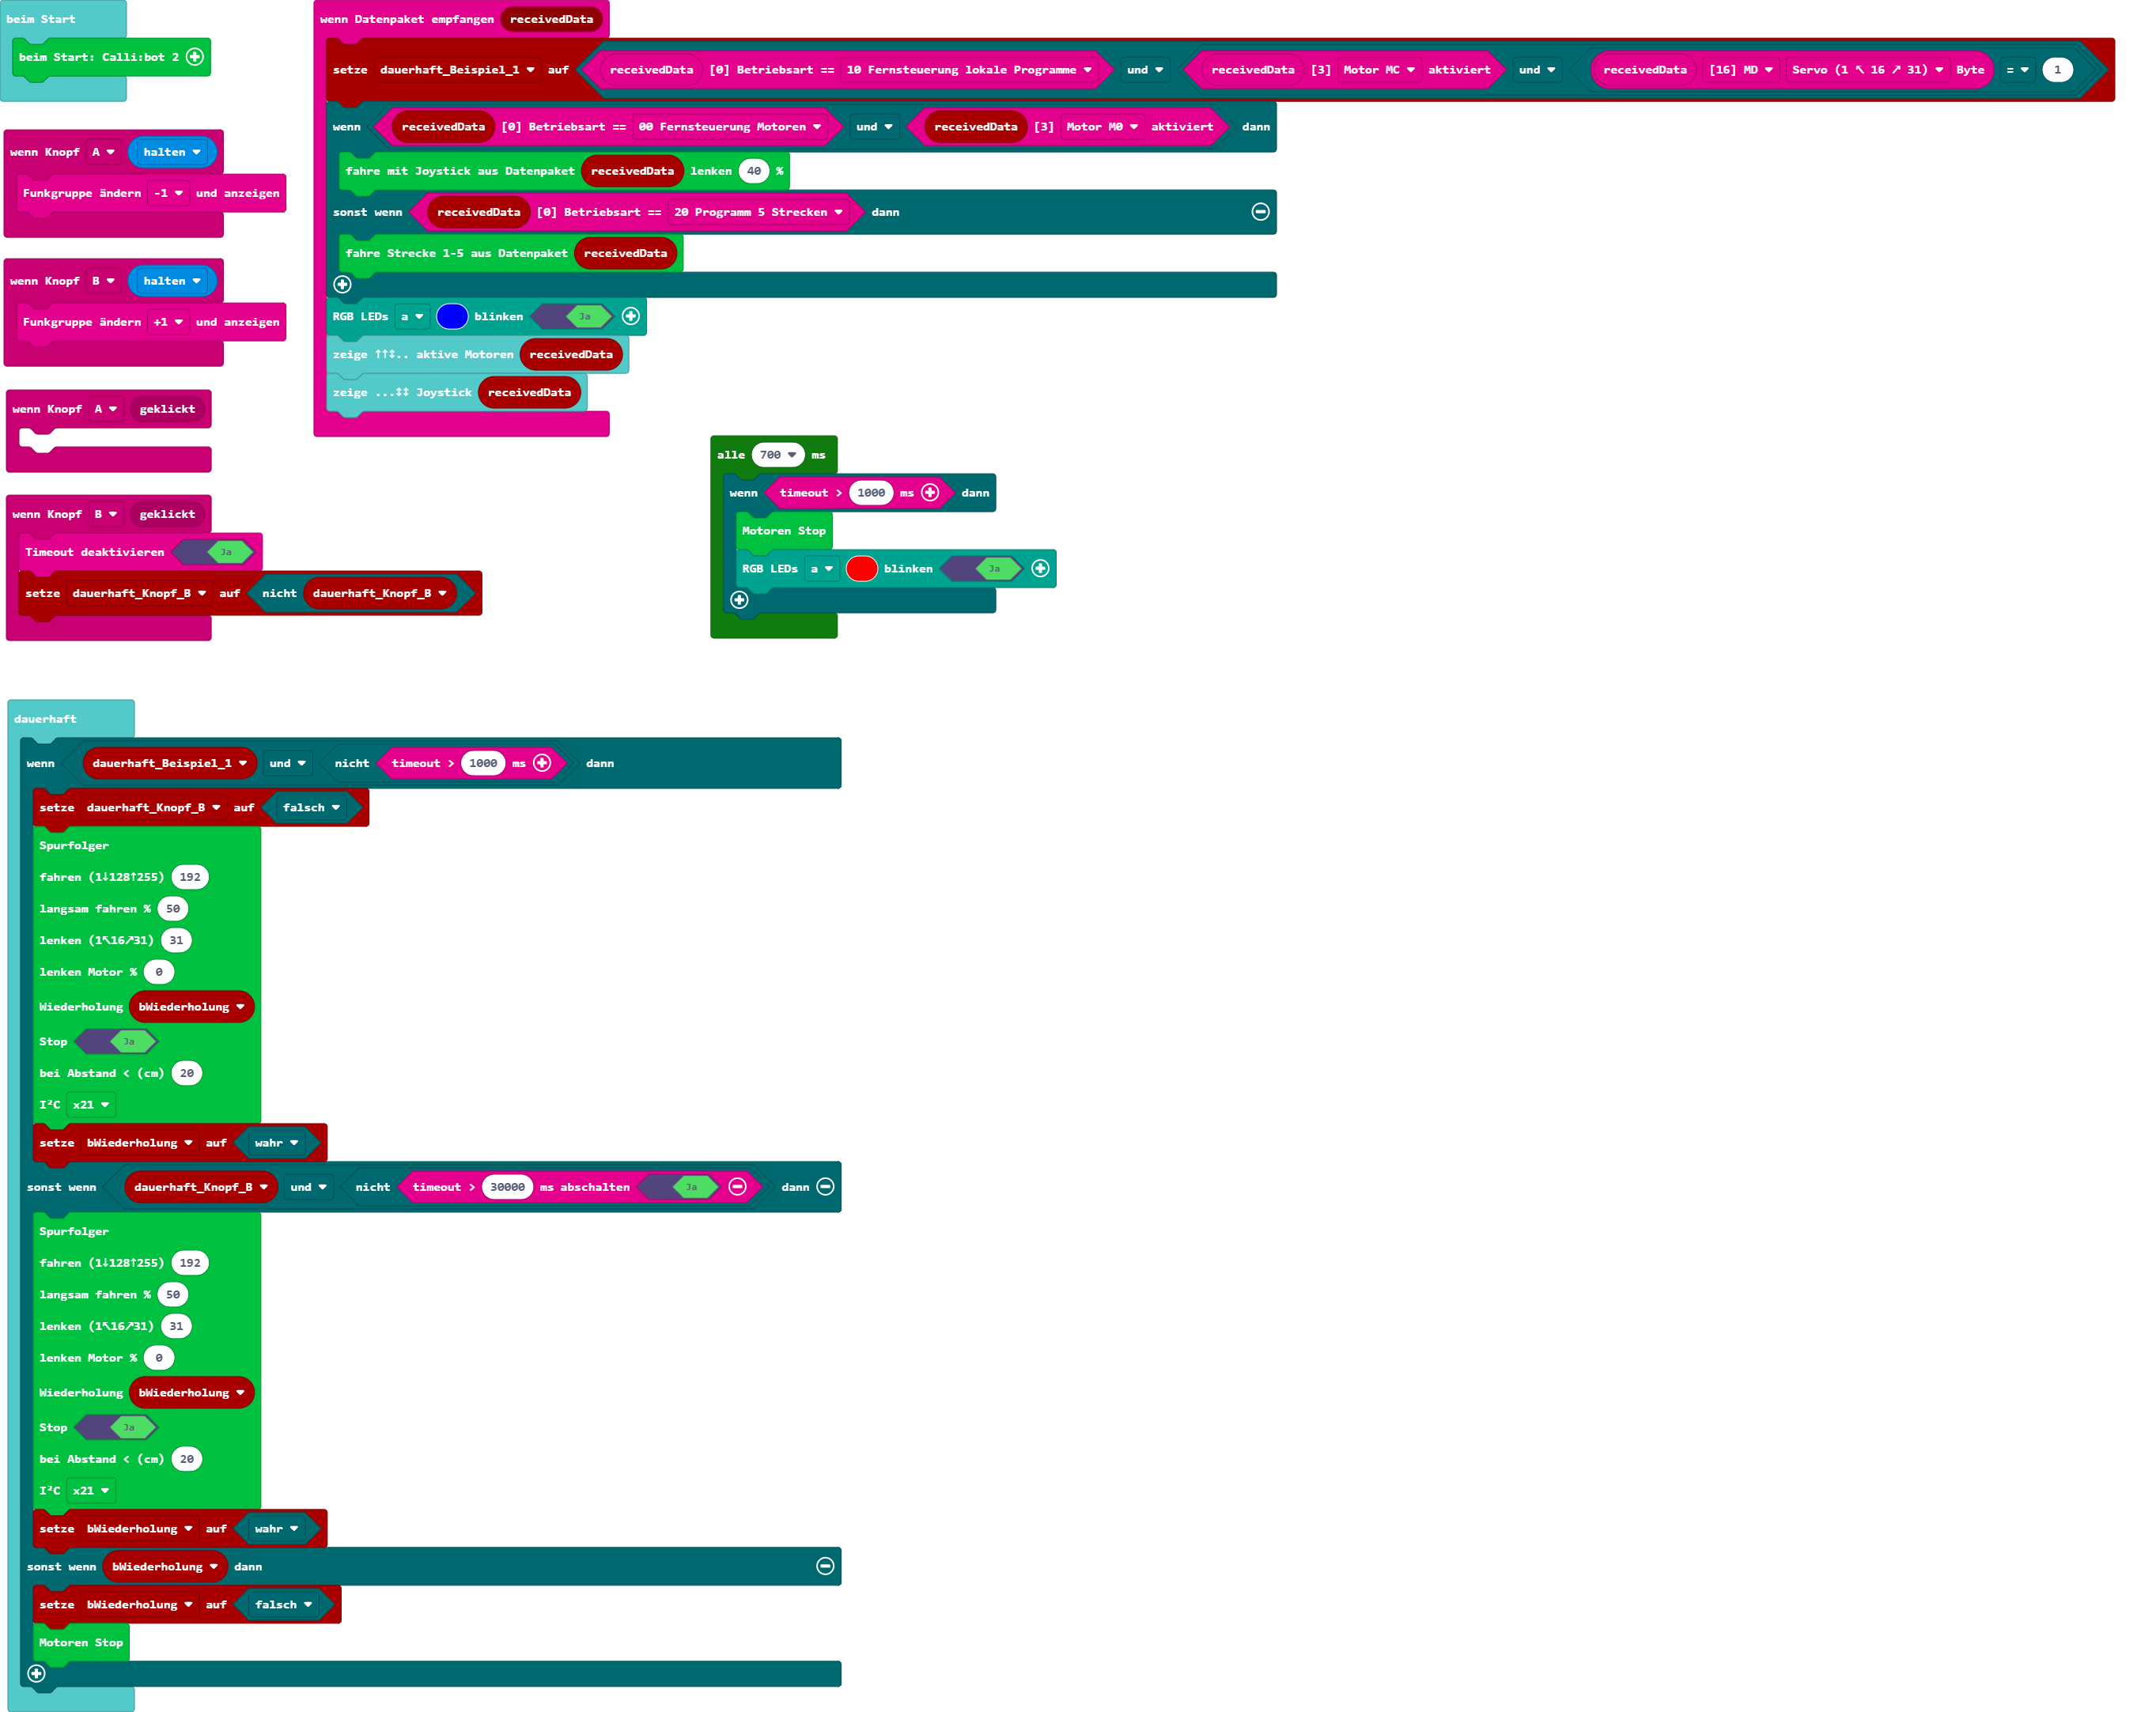 beim Start
beim Start: Calli:bot 2
wenn Knopf A halten
Funkgruppe ändern -1 und anzeigen
wenn Knopf B halten
Funkgruppe ändern +1 und anzeigen
wenn Knopf A geklickt
wenn Knopf B geklickt
Timeout deaktivieren Ja
setze dauerhaft_Knopf_B auf nicht dauerhaft_Knopf_B
wenn Datenpaket empfangen receivedData
setze dauerhaft_Beispiel_1 auf receivedData [0] Betriebsart == 10 Fernsteuerung lokale Programme und receivedData [3] Motor MC aktiviert und receivedData [16] MD Servo (1 ↖ 16 ↗ 31) Byte = 1
wenn receivedData [0] Betriebsart == 00 Fernsteuerung Motoren und receivedData [3] Motor M0 aktiviert dann
fahre mit Joystick aus Datenpaket receivedData lenken 40 %
sonst wenn receivedData [0] Betriebsart == 20 Programm 5 Strecken dann
fahre Strecke 1-5 aus Datenpaket receivedData
RGB LEDs a blinken Ja
zeige ↑↑↕.. aktive Motoren receivedData
zeige ...↕↕ Joystick receivedData
alle 700 ms
wenn timeout > 1000 ms dann
Motoren Stop
RGB LEDs a blinken Ja
dauerhaft
wenn dauerhaft_Beispiel_1 und nicht timeout > 1000 ms dann
setze dauerhaft_Knopf_B auf falsch
Spurfolger
fahren (1↓128↑255) 192
langsam fahren % 50
lenken (1↖16↗31) 31
lenken Motor % 0
Wiederholung bWiederholung
Stop Ja
bei Abstand < (cm) 20
I²C x21
setze bWiederholung auf wahr
sonst wenn dauerhaft_Knopf_B und nicht timeout > 30000 ms abschalten Ja dann
Spurfolger
fahren (1↓128↑255) 192
langsam fahren % 50
lenken (1↖16↗31) 31
lenken Motor % 0
Wiederholung bWiederholung
Stop Ja
bei Abstand < (cm) 20
I²C x21
setze bWiederholung auf wahr
sonst wenn bWiederholung dann
setze bWiederholung auf falsch
Motoren Stop